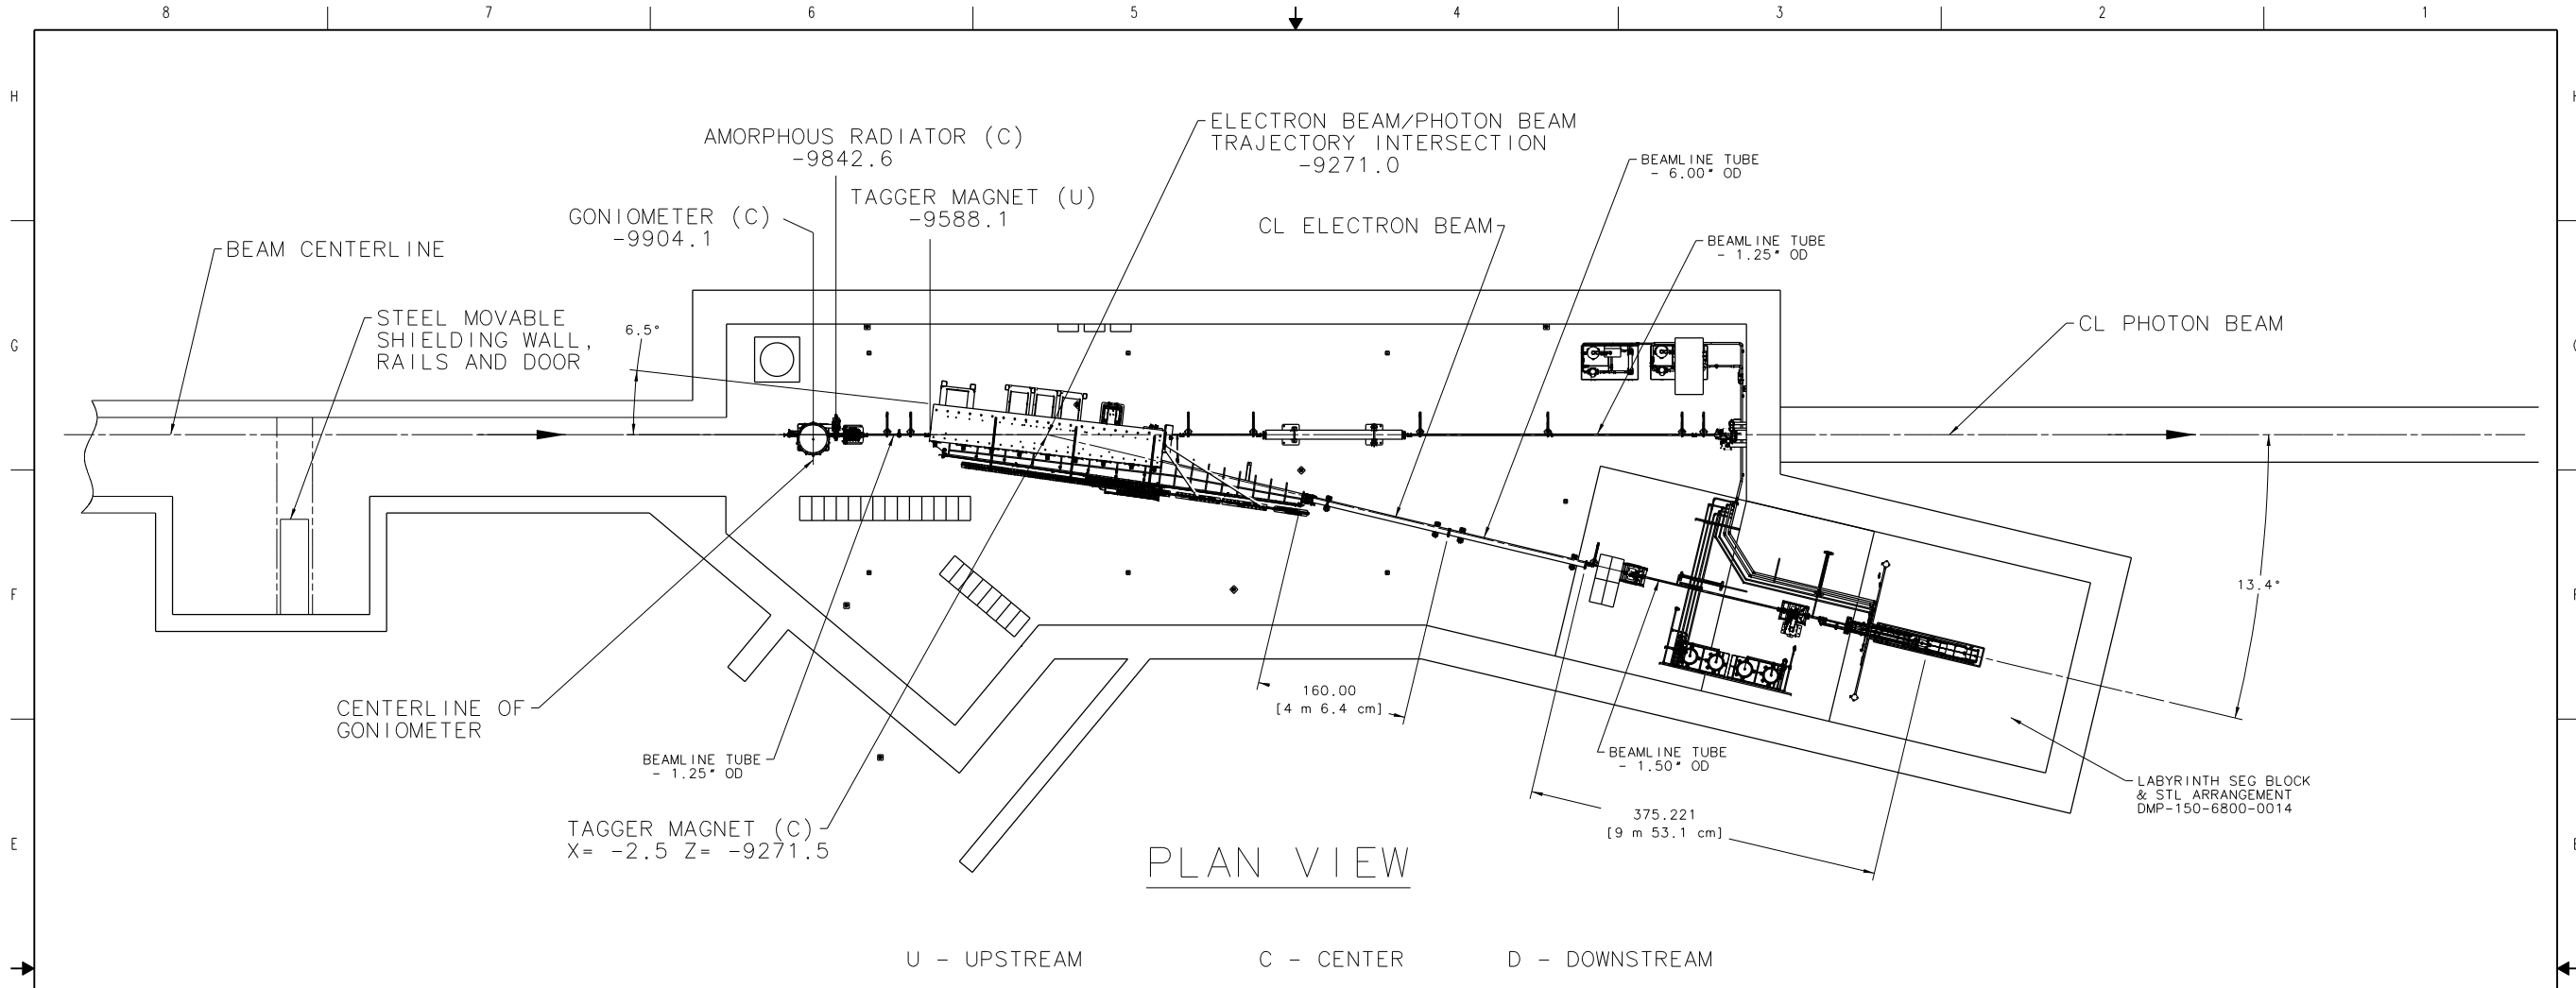 8 7 6 5 4 3 2 1
H
H
AMORPHOUS RADIATOR (C)
-9842.6
ELECTRON BEAM/PHOTON BEAM
TRAJECTORY INTERSECTION
-9271.0
BEAMLINE TUBE
- 6.00" OD
TAGGER MAGNET (U)
-9588.1
GONIOMETER (C)
-9904.1
CL ELECTRON BEAM
BEAMLINE TUBE
- 1.25" OD
BEAM CENTERLINE
STEEL MOVABLE
SHIELDING WALL,
RAILS AND DOOR
6.5°
CL PHOTON BEAM
G
F
13.4°
160.00
[4 m 6.4 cm]
CENTERLINE OF
GONIOMETER
BEAMLINE TUBE
- 1.25" OD
BEAMLINE TUBE
- 1.50" OD
LABYRINTH SEG BLOCK
& STL ARRANGEMENT
DMP-150-6800-0014
375.221
[9 m 53.1 cm]
TAGGER MAGNET (C)
X= -2.5 Z= -9271.5
E
PLAN VIEW
U - UPSTREAM
C - CENTER
D - DOWNSTREAM